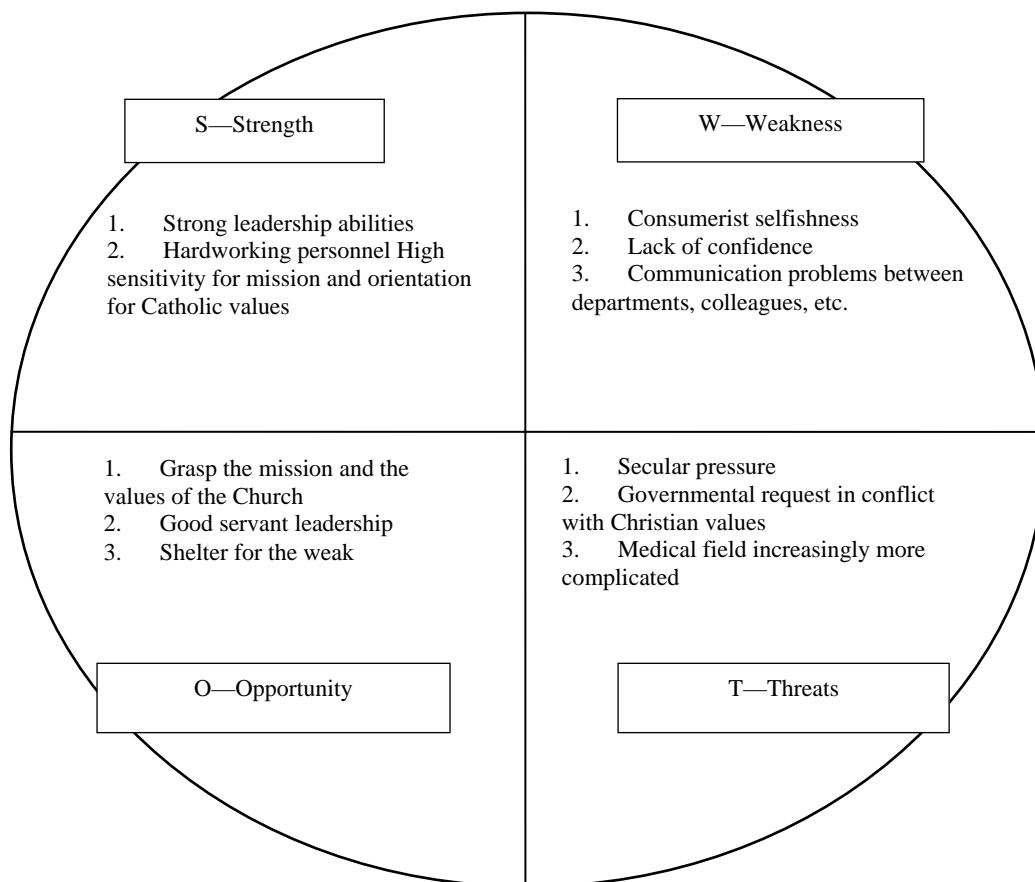 S—Strength
1. Strong leadership abilities
2. Hardworking personnel High
sensitivity for mission and orientation
for Catholic values
W—Weakness
1. Consumerist selfishness
2. Lack of confidence
3. Communication problems between
departments, colleagues, etc.
1. Grasp the mission and the
values of the Church
2. Good servant leadership
3. Shelter for the weak
O—Opportunity
1. Secular pressure
2. Governmental request in conflict
with Christian values
3. Medical field increasingly more
complicated
T—Threats